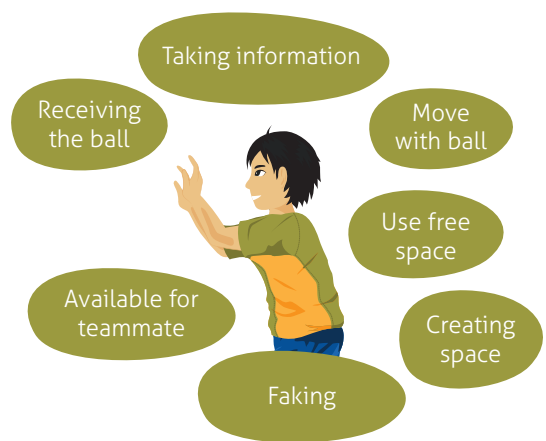 Taking information
Receiving
the ball
Move
with ball
Use free
space
Available for
teammate
Creating
space
Faking